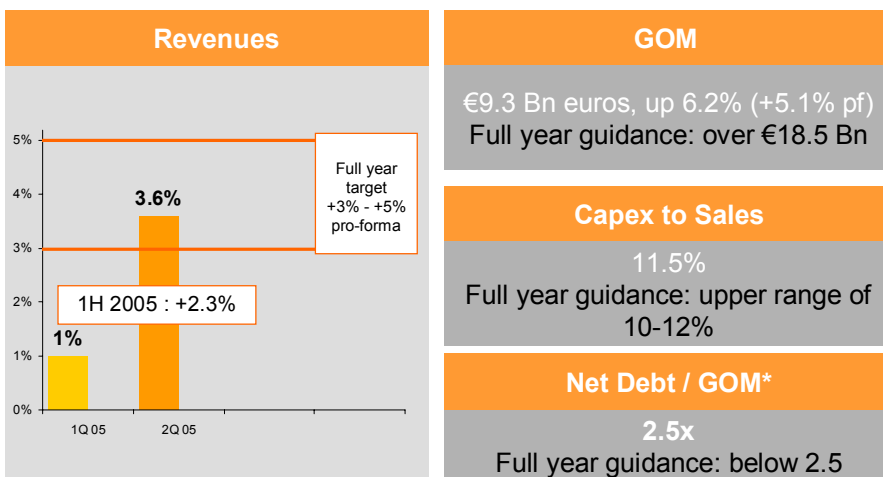 Revenues
5%
4%
3%
2%
1%
0%
3.6%
1%
1H 2005 : +2.3%
Full year
target
+3% - +5%
pro-forma
1Q 05
2Q 05
GOM
€9.3 Bn euros, up 6.2% (+5.1% pf)
Full year guidance: over €18.5 Bn
Capex to Sales
11.5%
Full year guidance: upper range of
10-12%
Net Debt / GOM*
2.5x
Full year guidance: below 2.5